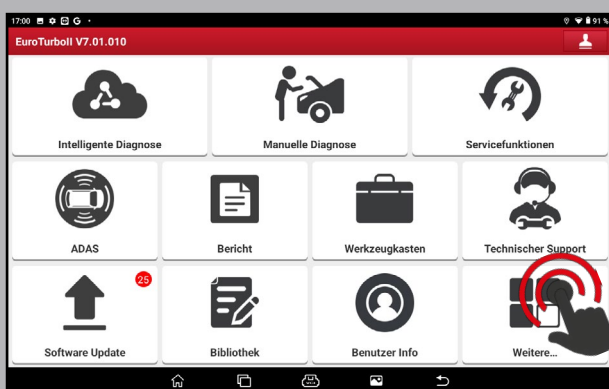 17:00
91 %
EuroTurboII V7.01.010
Intelligente Diagnose
Manuelle Diagnose
Servicefunktionen
ADAS
Bericht
Werkzeugkasten
Technischer Support
25
Software Update
Bibliothek
Benutzer Info
Weitere...